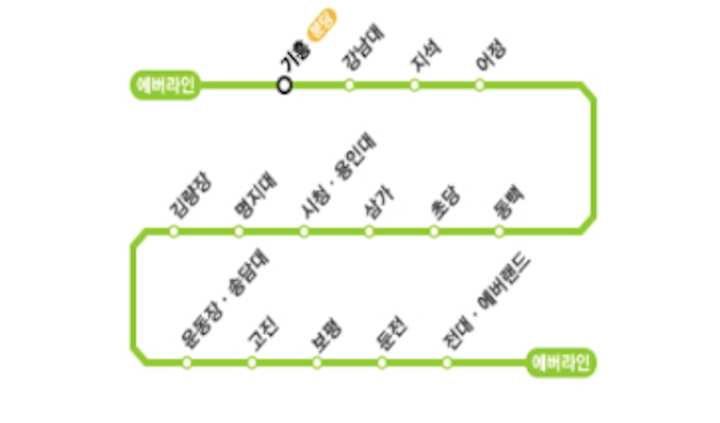 분당
에버라인 기흥 강남대 지석 어정
김량장 명지대 시청·용인대 삼가 초당 동백
운동장·송담대 고진 보평 둔전 전대·에버랜드 에버라인